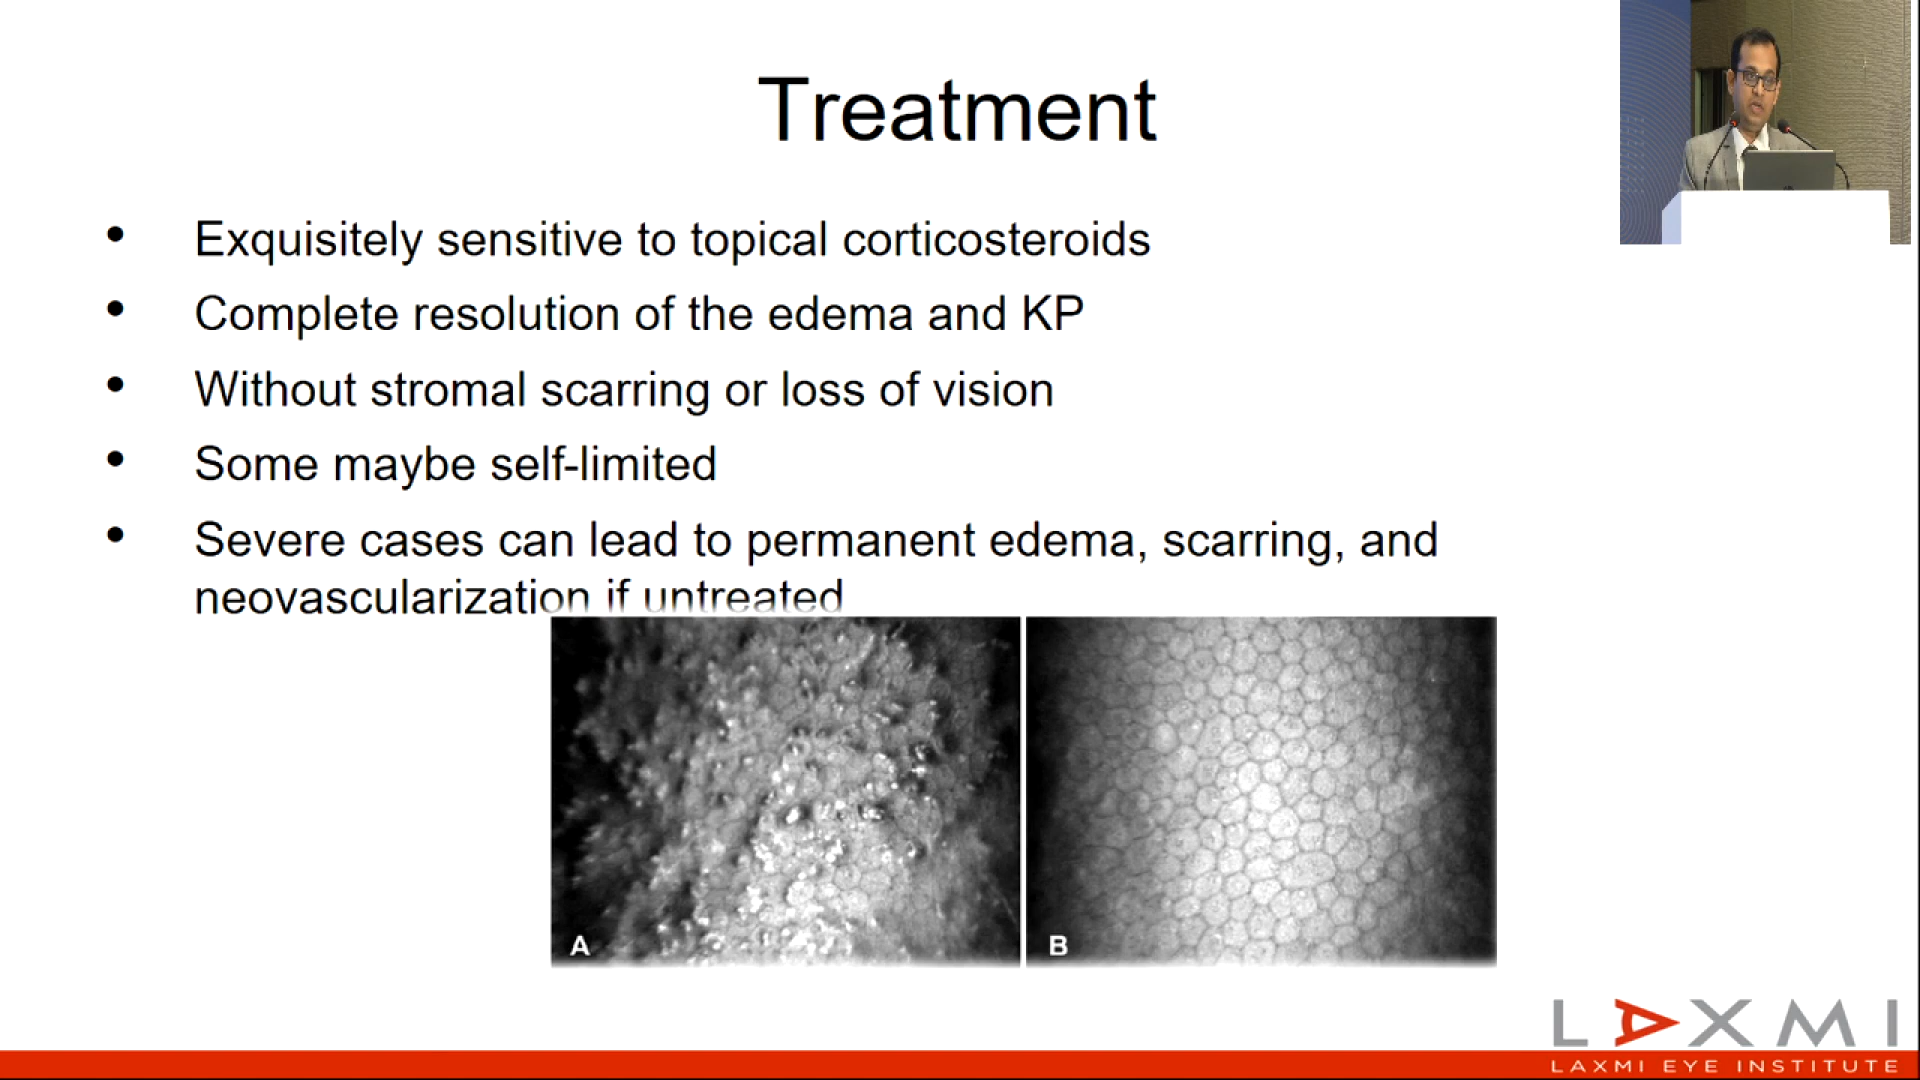 Treatment
• Exquisitely sensitive to topical corticosteroids
• Complete resolution of the edema and KP
• Without stromal scarring or loss of vision
• Some maybe self-limited
• Severe cases can lead to permanent edema, scarring, and
neovascularization if untreated
A
B
LAXMI
LAXMI EYE INSTITUTE